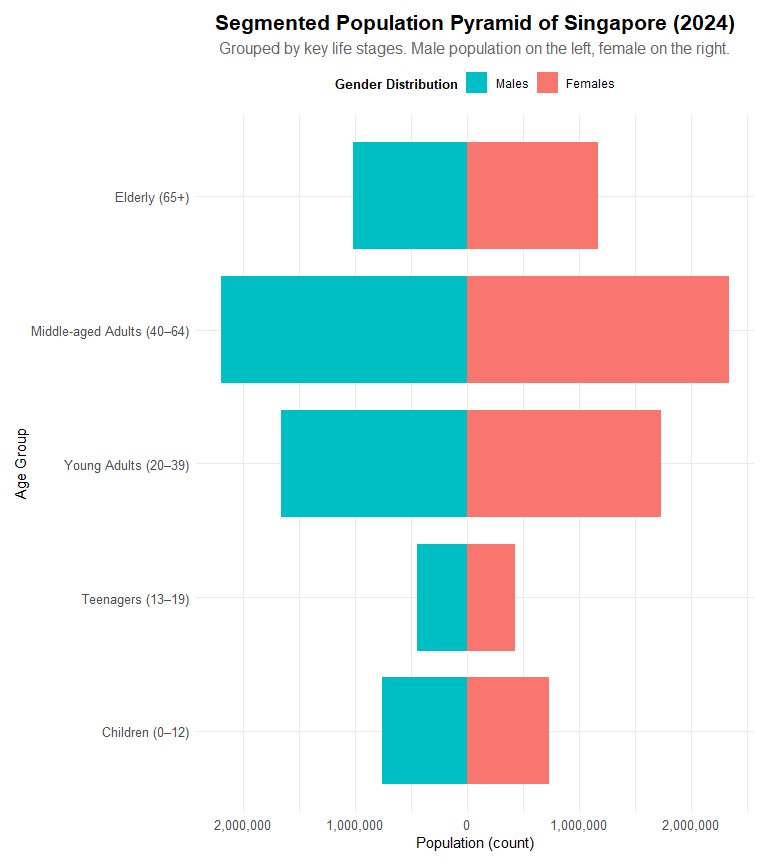 Segmented Population Pyramid of Singapore (2024)
Grouped by key life stages. Male population on the left, female on the right.
Gender Distribution Males Females
Elderly (65+)
Middle-aged Adults (40–64)
Young Adults (20–39)
Teenagers (13–19)
Children (0–12)
Age Group
2,000,000 1,000,000 0 1,000,000 2,000,000
Population (count)